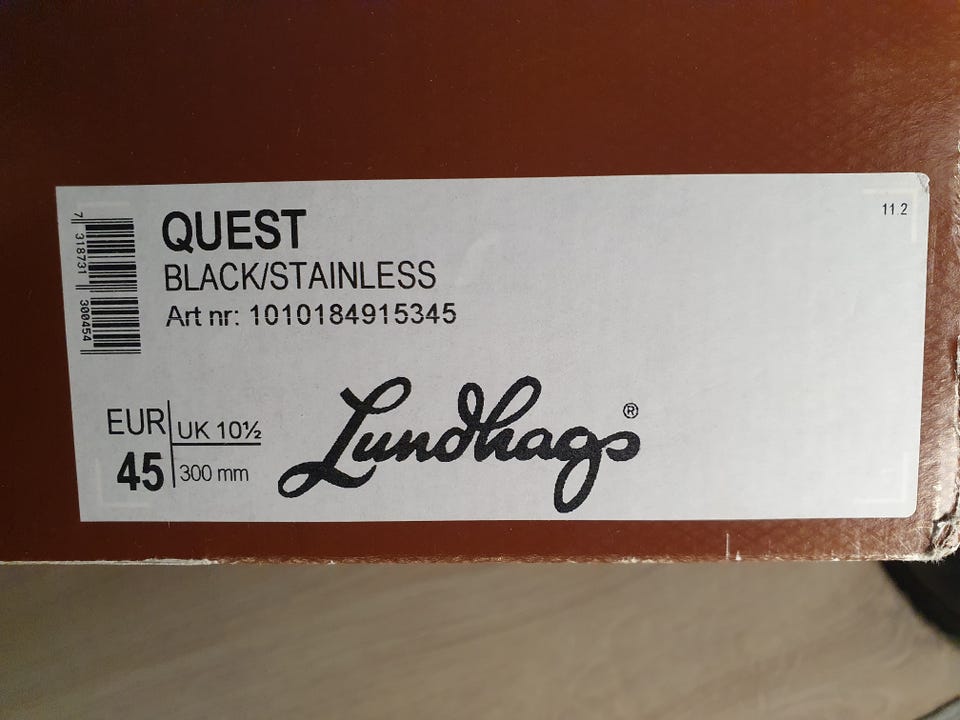 11.2
QUEST
BLACK/STAINLESS
Art nr: 1010184915345
7 318731 300454
EUR 45
UK 10½
300 mm
Lundhags®